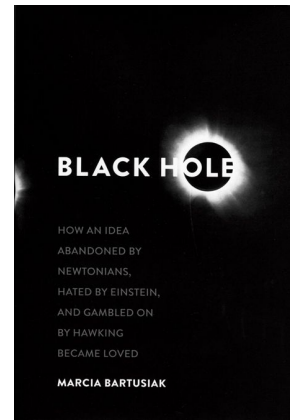 BLACK HOLE
HOW AN IDEA
ABANDONED BY
NEWTONIANS,
HATED BY EINSTEIN,
AND GAMBLED ON
BY HAWKING
BECAME LOVED
MARCIA BARTUSIAK